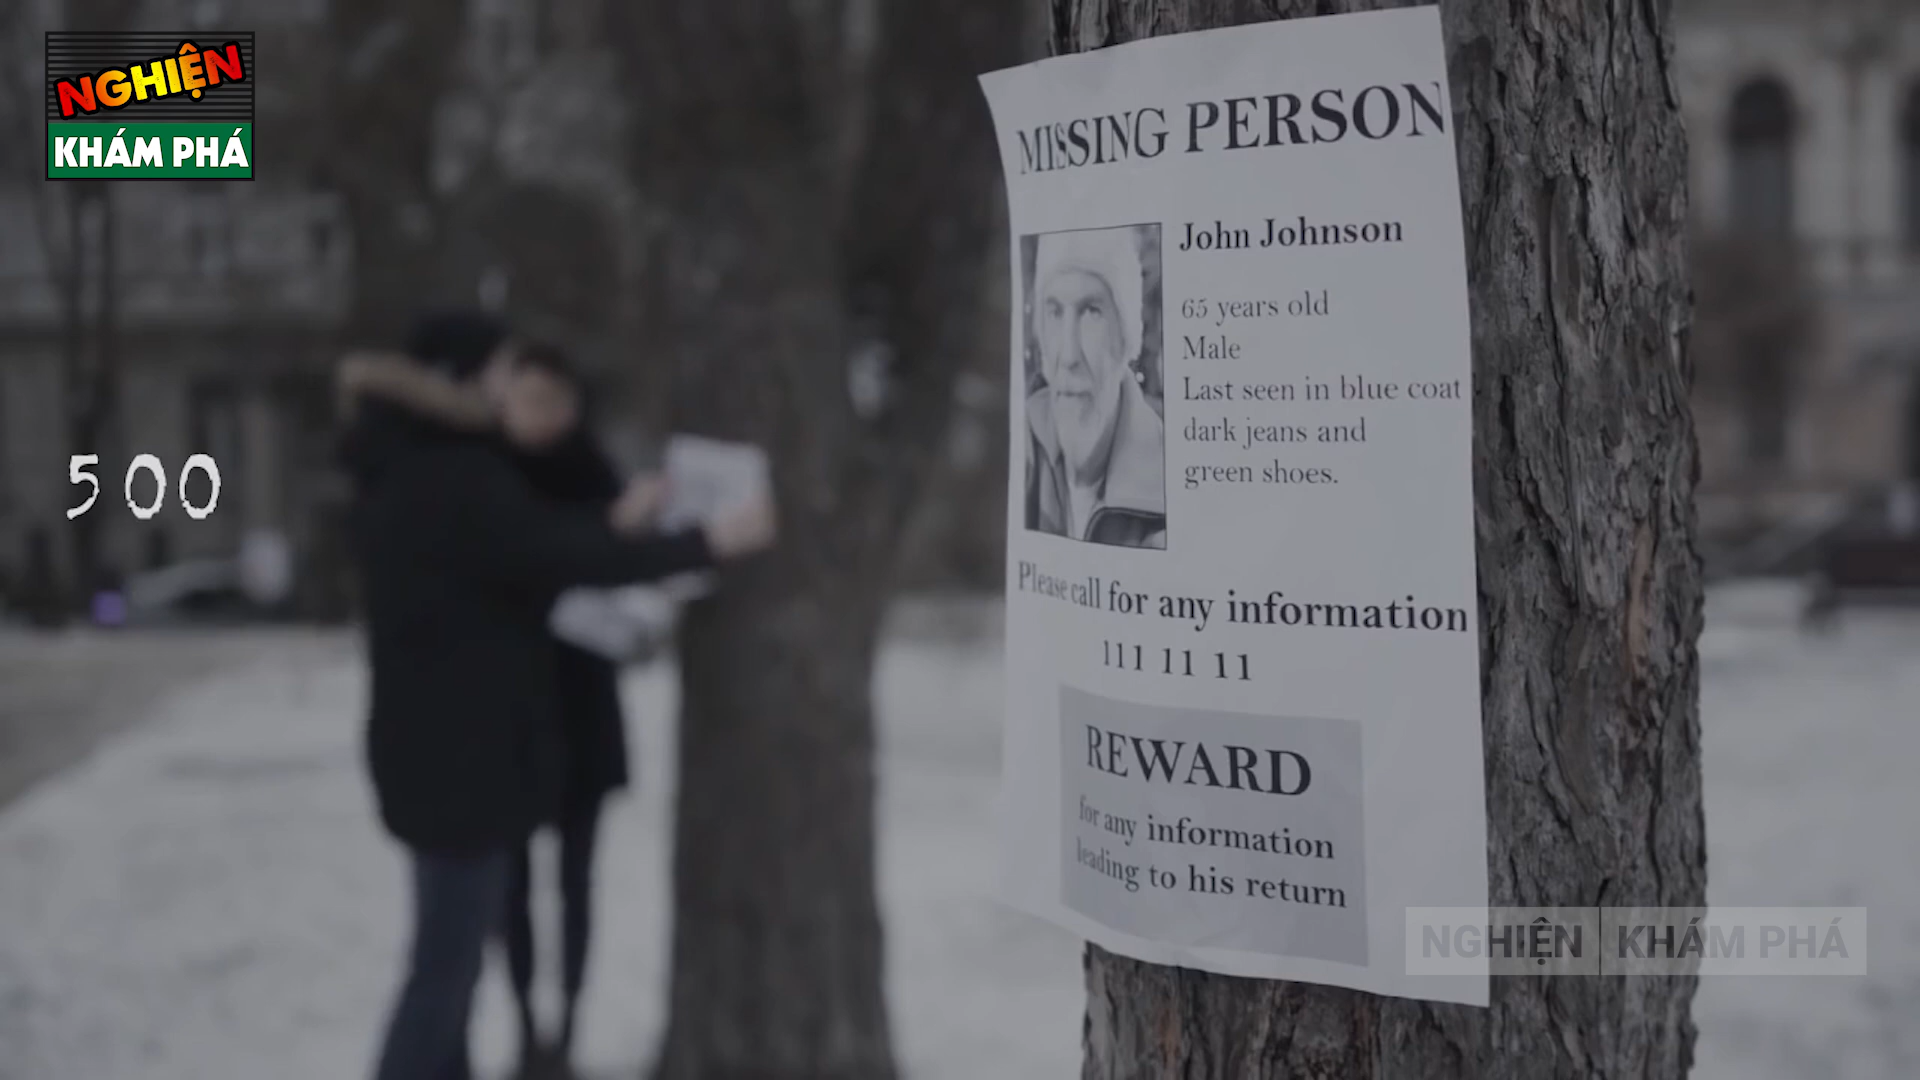 NGHIỆN
KHÁM PHÁ
500
MISSING PERSON
John Johnson
65 years old
Male
Last seen in blue coat
dark jeans and
green shoes.
Please call for any information
111 11 11
REWARD
for any information
leading to his return
NGHIỆN KHÁM PHÁ